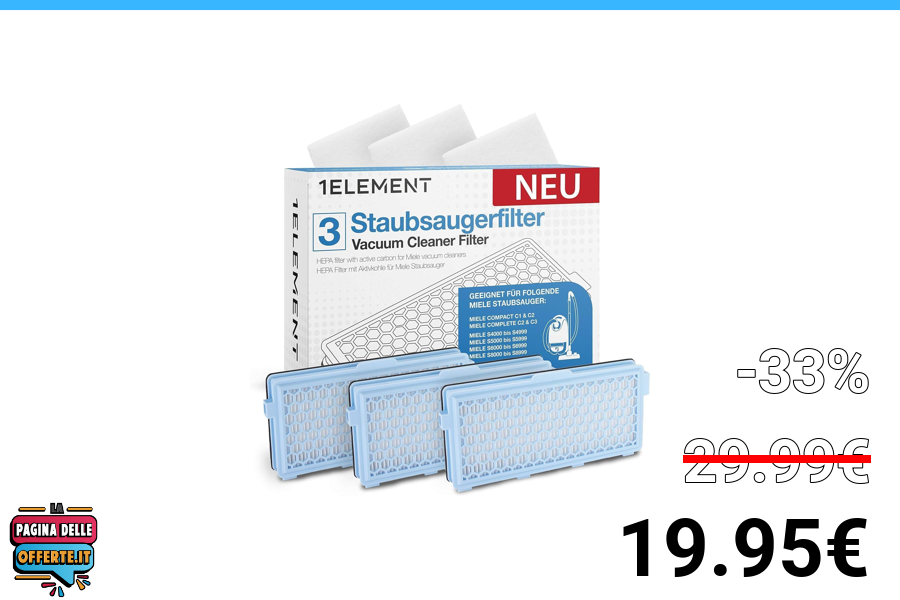 1ELEMENT
NEU
1ELEMENT
3 Staubsaugerfilter
Vacuum Cleaner Filter
HEPA filter with active carbon for Miele vacuum cleaners
HEPA Filter mit Aktivkohle für Miele Staubsauger
GEEIGNET FÜR FOLGENDE
MIELE STAUBSAUGER:
MIELE COMPACT C1 & C2
MIELE COMPLETE C2 & C3
MIELE S4000 bis S4999
MIELE S5000 bis S5999
MIELE S6000 bis S6999
MIELE S8000 bis S8999
-33%
29.99€
19.95€
LA
PAGINA DELLE
OFFERTE.IT